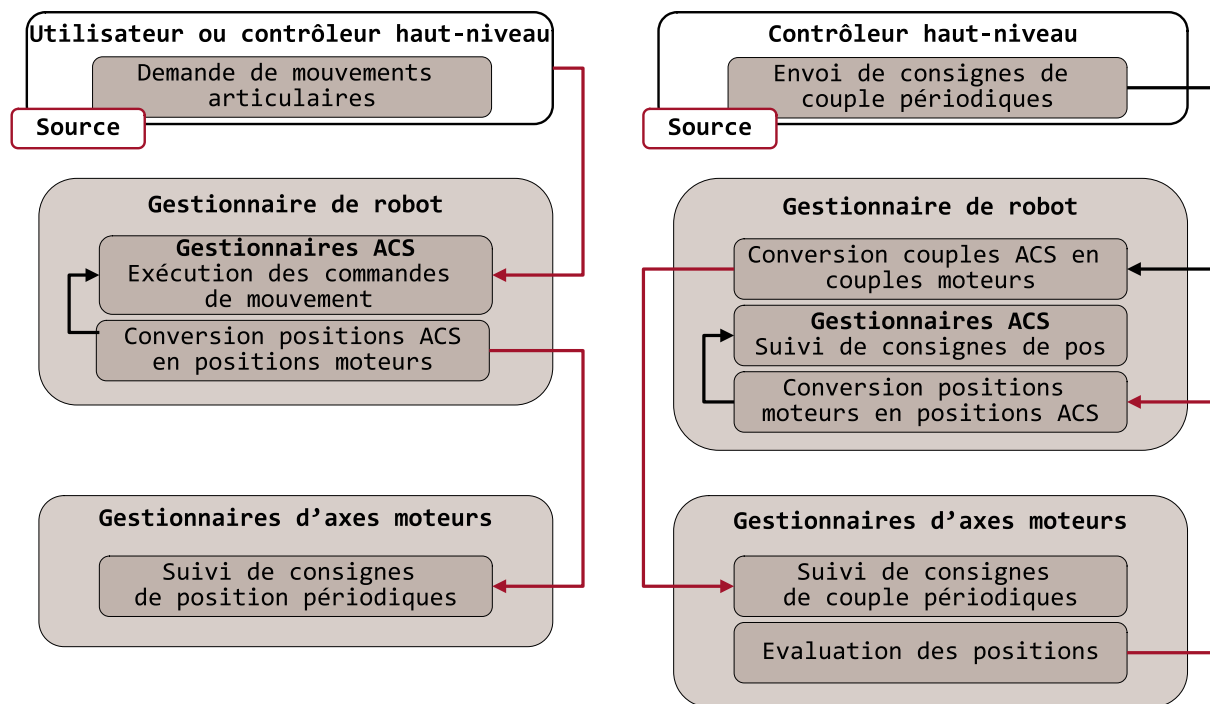 Utilisateur ou contrôleur haut-niveau
Demande de mouvements
articulaires
Source
Gestionnaire de robot
Gestionnaires ACS
Exécution des commandes
de mouvement
Conversion positions ACS
en positions moteurs
Gestionnaires d’axes moteurs
Suivi de consignes
de position périodiques
Contrôleur haut-niveau
Envoi de consignes de
couple périodiques
Source
Gestionnaire de robot
Conversion couples ACS en
couples moteurs
Gestionnaires ACS
Suivi de consignes de pos
Conversion positions
moteurs en positions ACS
Gestionnaires d’axes moteurs
Suivi de consignes
de couple périodiques
Evaluation des positions